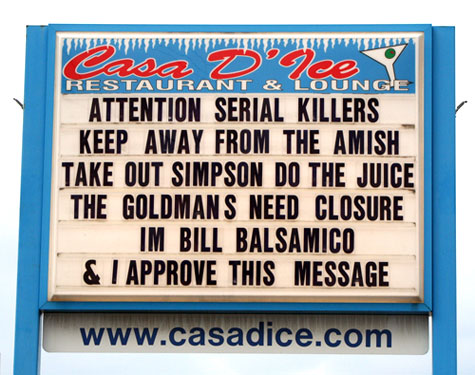 Casa D'Ice
RESTAURANT & LOUNGE
ATTENTION SERIAL KILLERS
KEEP AWAY FROM THE AMISH
TAKE OUT SIMPSON DO THE JUICE
THE GOLDMANS NEED CLOSURE
IM BILL BALSAMICO
& I APPROVE THIS MESSAGE
www.casadice.com